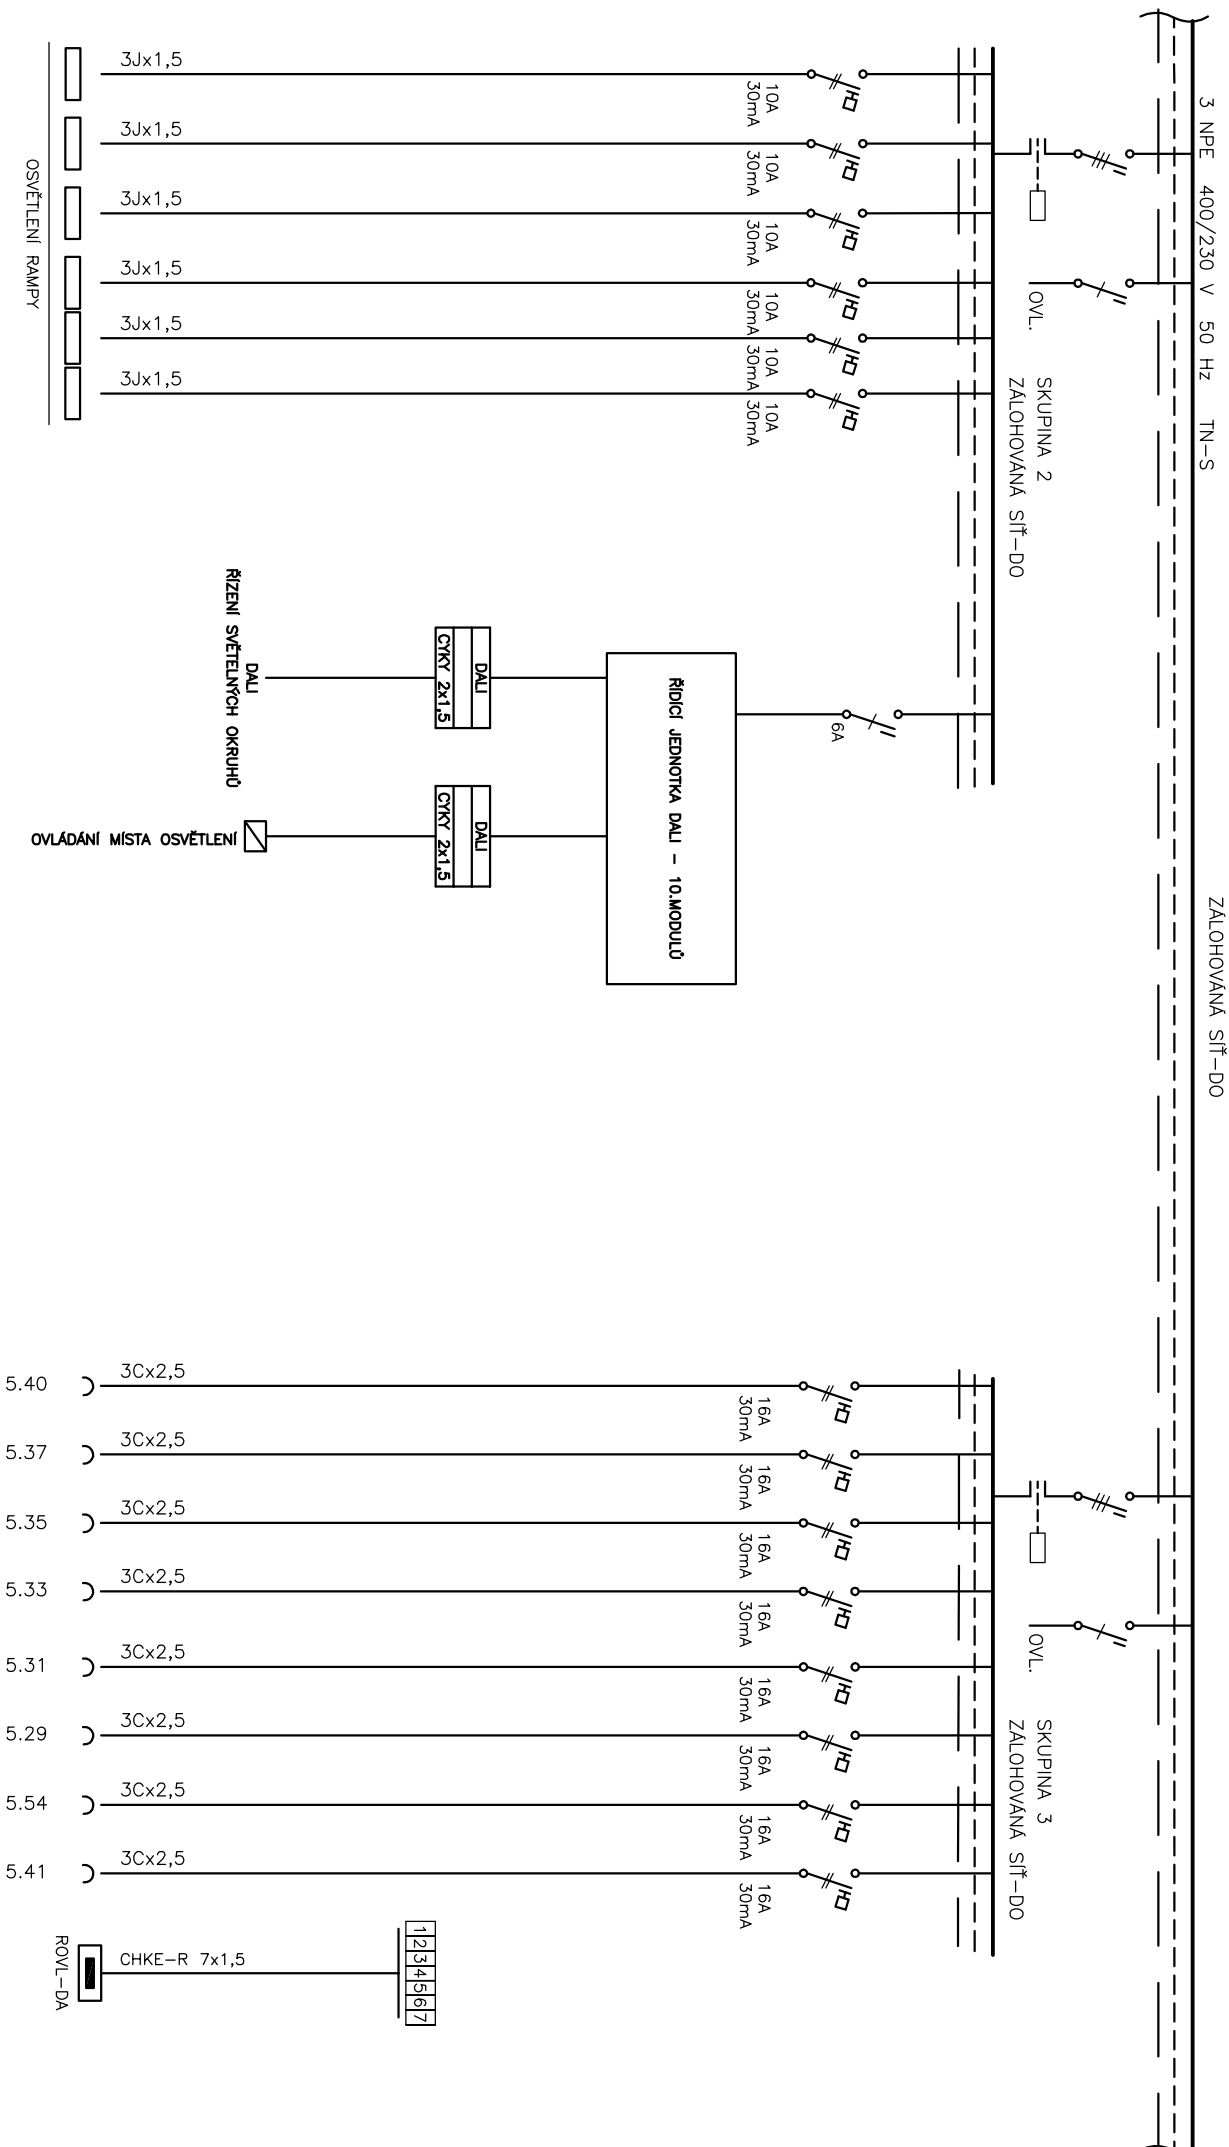 3 NPE 400/230 V 50 Hz TN-S
ZÁLOHOVÁNÁ SÍŤ-DO
OVL.
SKUPINA 2
ZÁLOHOVÁNÁ SÍŤ-DO
OVL.
SKUPINA 3
ZÁLOHOVÁNÁ SÍŤ-DO
10A
30mA
10A
30mA
10A
30mA
10A
30mA
10A
30mA
10A
30mA
6A
16A
30mA
16A
30mA
16A
30mA
16A
30mA
16A
30mA
16A
30mA
16A
30mA
16A
30mA
ŘÍDÍCÍ JEDNOTKA DALI - 10.MODULŮ
DALI
CYKY 2x1,5
DALI
CYKY 2x1,5
DALI
ŘÍZENÍ SVĚTELNÝCH OKRUHŮ
OVLÁDÁNÍ MÍSTA OSVĚTLENÍ
1 2 3 4 5 6 7
3Jx1,5
3Jx1,5
3Jx1,5
3Jx1,5
3Jx1,5
3Jx1,5
3Cx2,5
3Cx2,5
3Cx2,5
3Cx2,5
3Cx2,5
3Cx2,5
3Cx2,5
3Cx2,5
CHKE-R 7x1,5
OSVĚTLENÍ RAMPY
5.40
5.37
5.35
5.33
5.31
5.29
5.54
5.41
ROVL-DA